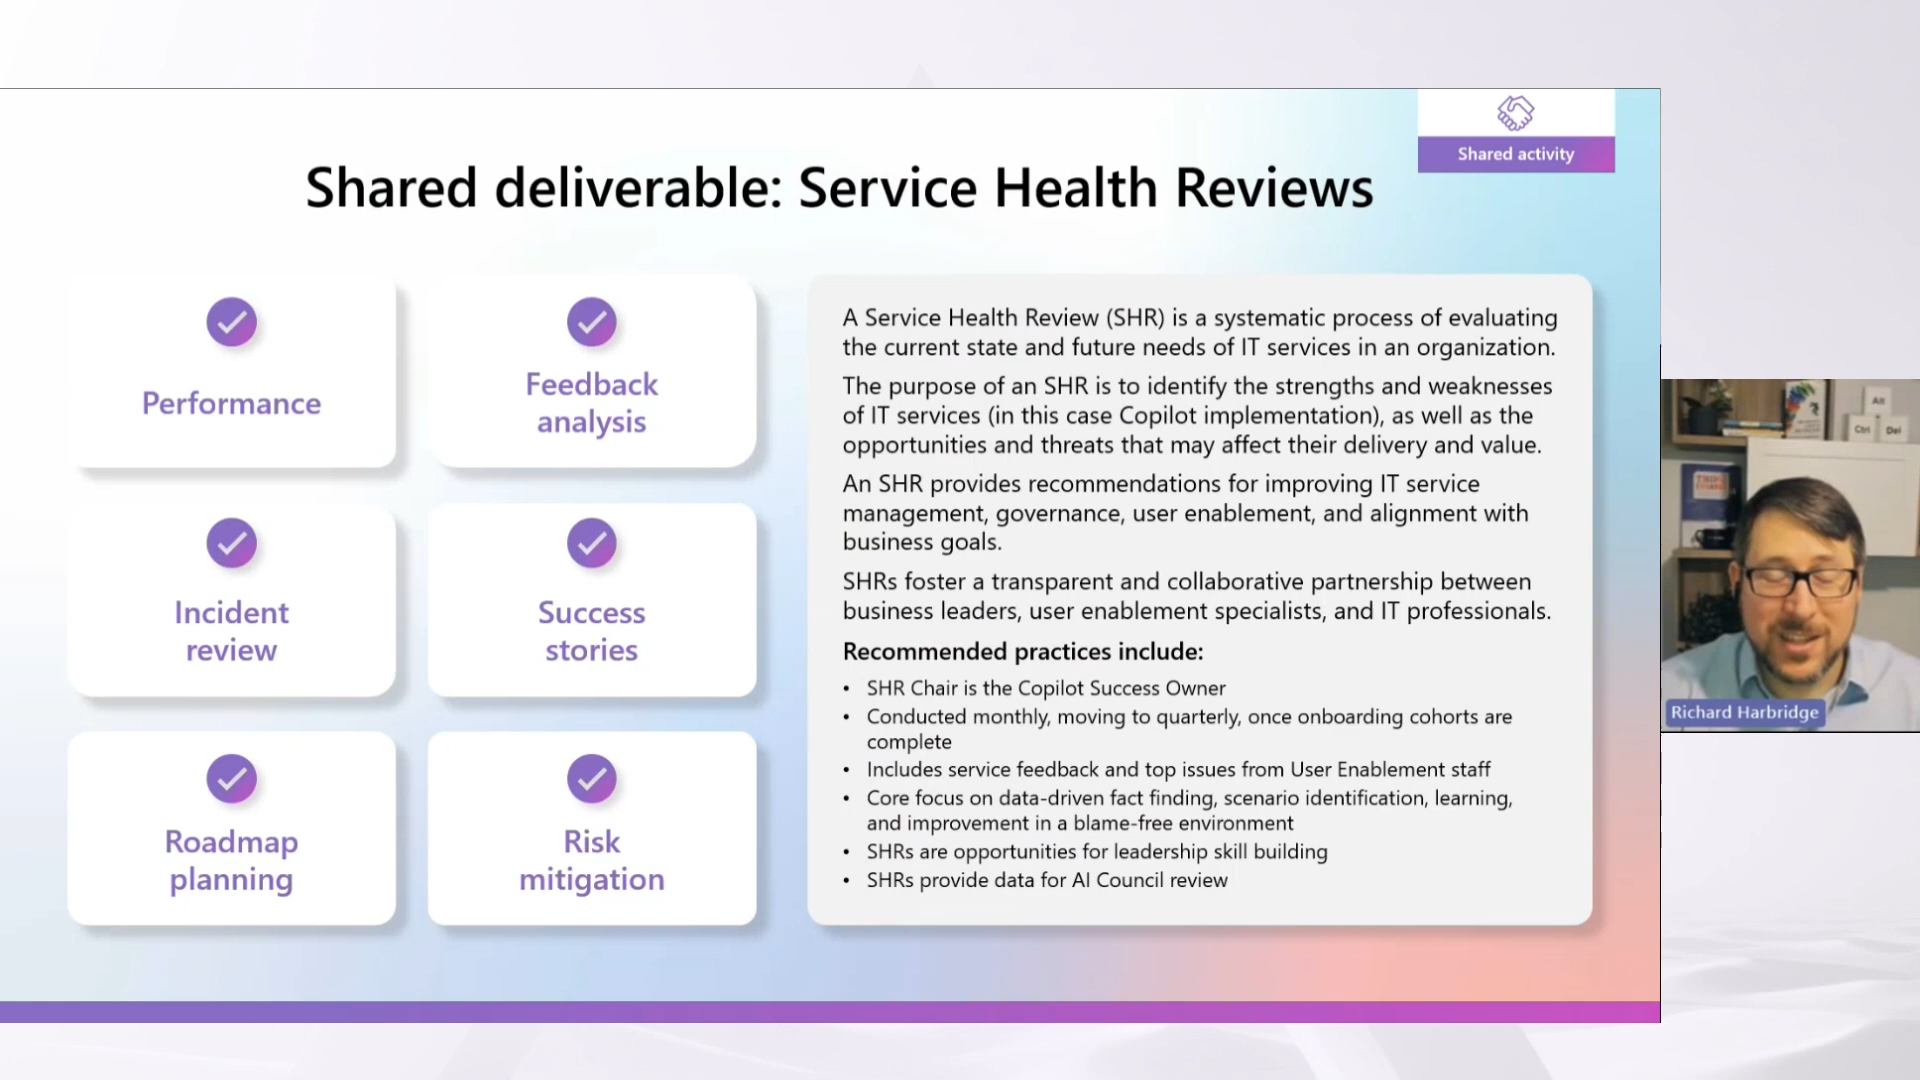 Shared activity
Shared deliverable: Service Health Reviews
Performance
Feedback
analysis
Incident
review
Success
stories
Roadmap
planning
Risk
mitigation
A Service Health Review (SHR) is a systematic process of evaluating
the current state and future needs of IT services in an organization.
The purpose of an SHR is to identify the strengths and weaknesses
of IT services (in this case Copilot implementation), as well as the
opportunities and threats that may affect their delivery and value.
An SHR provides recommendations for improving IT service
management, governance, user enablement, and alignment with
business goals.
SHRs foster a transparent and collaborative partnership between
business leaders, user enablement specialists, and IT professionals.
Recommended practices include:
• SHR Chair is the Copilot Success Owner
• Conducted monthly, moving to quarterly, once onboarding cohorts are
complete
• Includes service feedback and top issues from User Enablement staff
• Core focus on data-driven fact finding, scenario identification, learning,
and improvement in a blame-free environment
• SHRs are opportunities for leadership skill building
• SHRs provide data for AI Council review
Alt
Ctrl Del
Richard Harbridge